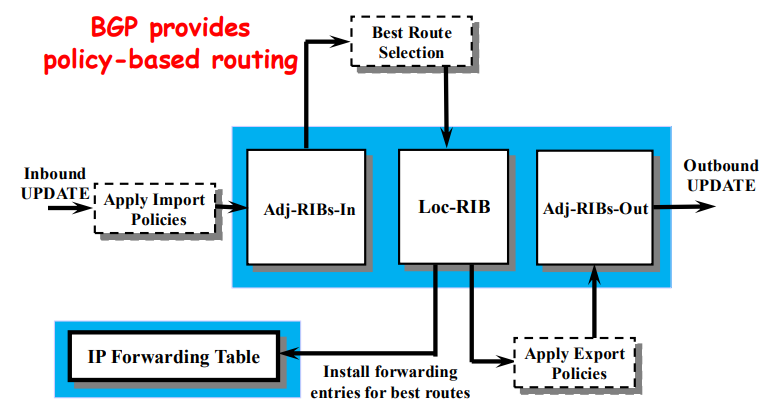 BGP provides
policy-based routing
Best Route
Selection
Inbound
UPDATE
Apply Import
Policies
Adj-RIBs-In
Loc-RIB
Adj-RIBs-Out
Outbound
UPDATE
IP Forwarding Table
Install forwarding
entries for best routes
Apply Export
Policies